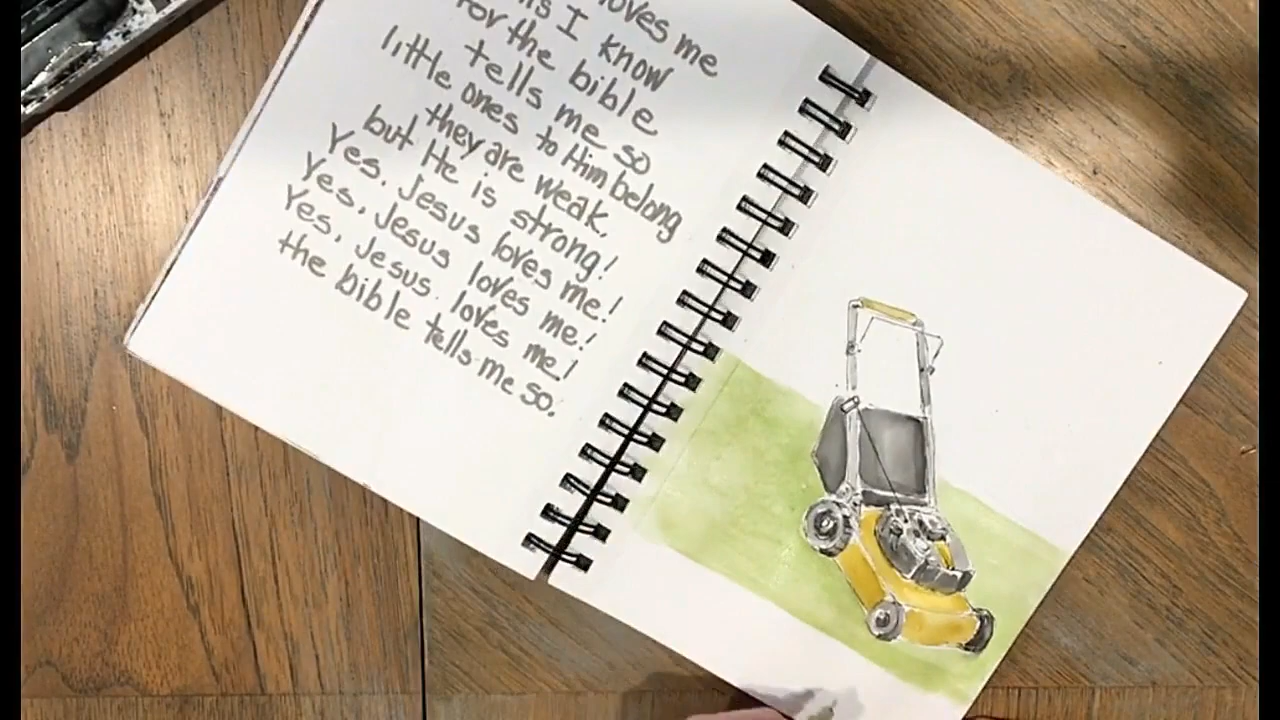 loves me
this I know
for the bible
tells me so
little ones to Him belong
they are weak,
but He is strong!
Yes, Jesus loves me!
Yes, Jesus loves me!
Yes, Jesus loves me!
the bible tells me so.